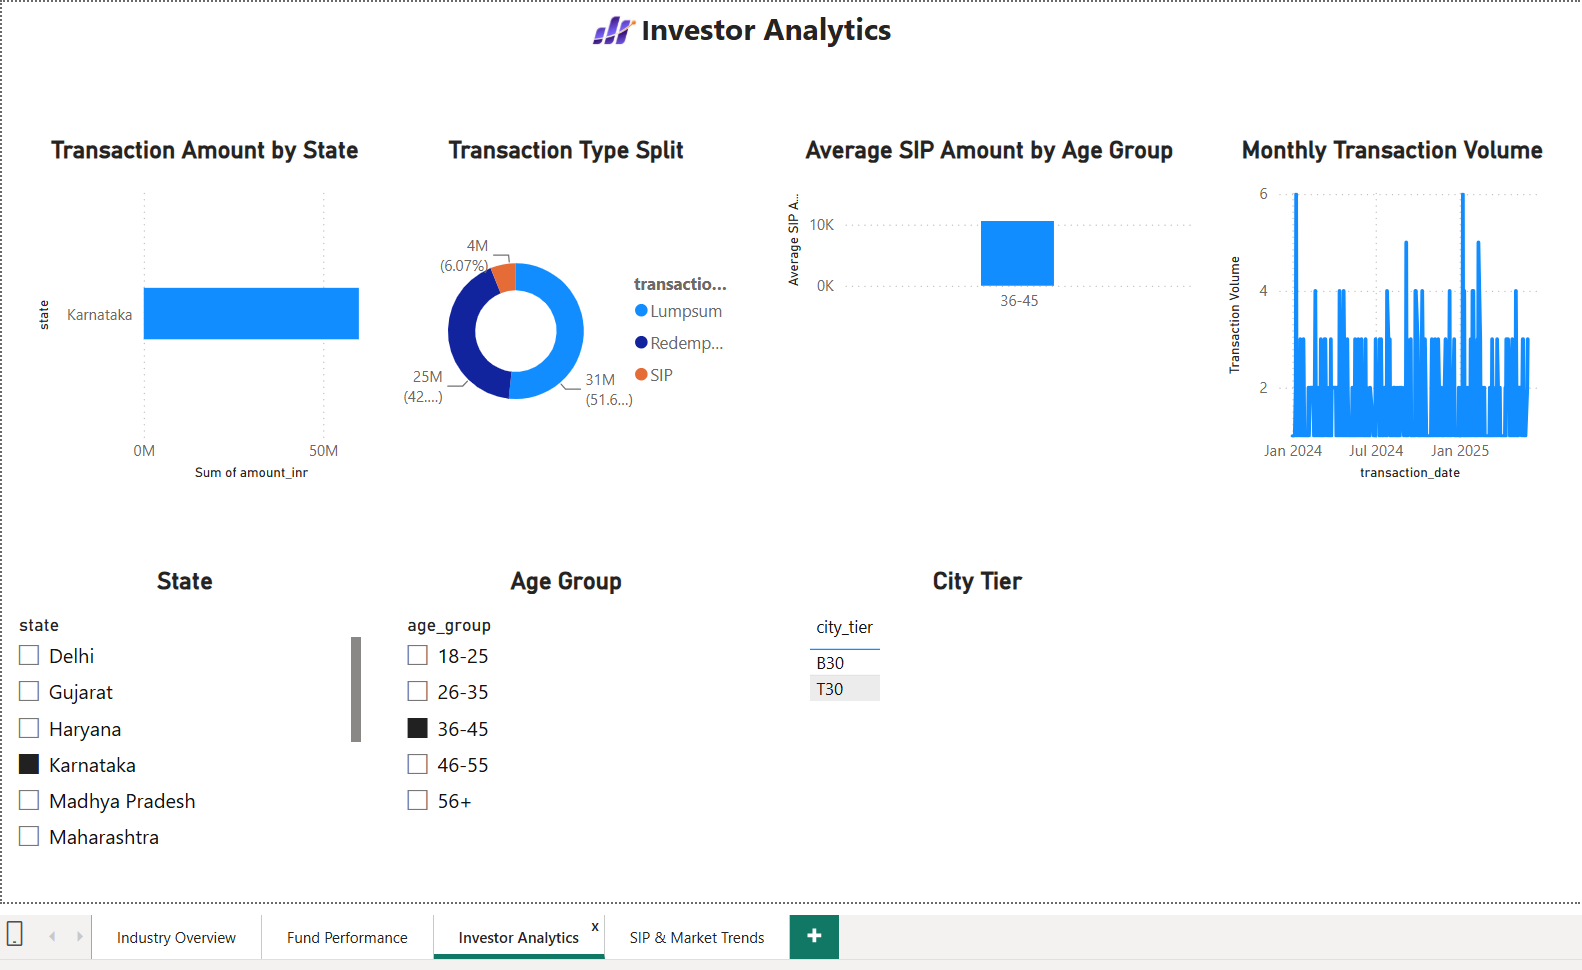 Investor Analytics
Transaction Amount by State
state
Karnataka
0M
50M
Sum of amount_inr
Transaction Type Split
4M
(6.07%)
25M
(42....)
31M
(51.6...)
transactio...
Lumpsum
Redemp...
SIP
Average SIP Amount by Age Group
Average SIP A...
10K
0K
36-45
Monthly Transaction Volume
Transaction Volume
6
4
2
Jan 2024
Jul 2024
Jan 2025
transaction_date
State
state
Delhi
Gujarat
Haryana
Karnataka
Madhya Pradesh
Maharashtra
Age Group
age_group
18-25
26-35
36-45
46-55
56+
City Tier
city_tier
B30
T30
Industry Overview
Fund Performance
Investor Analytics
x
SIP & Market Trends
+